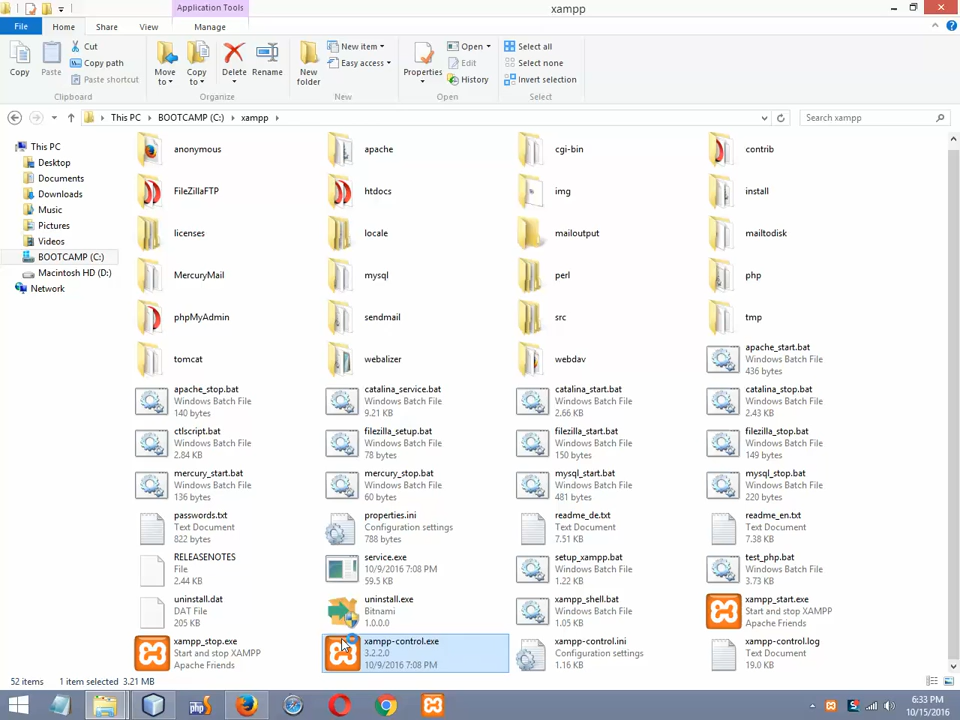 Application Tools
xampp
File
Home
Share
View
Manage
Copy
Paste
Cut
Copy path
Paste shortcut
Clipboard
Move to
Copy to
Delete
Rename
Organize
New folder
New item
Easy access
New
Properties
Open
Edit
History
Open
Select all
Select none
Invert selection
Select
This PC
BOOTCAMP (C:)
xampp
Search xampp
This PC
Desktop
Documents
Downloads
Music
Pictures
Videos
BOOTCAMP (C:)
Macintosh HD (D:)
Network
anonymous
apache
cgi-bin
contrib
FileZillaFTP
htdocs
img
install
licenses
locale
mailoutput
mailtodisk
MercuryMail
mysql
perl
php
phpMyAdmin
sendmail
src
tmp
tomcat
webalizer
webdav
apache_start.bat
Windows Batch File
436 bytes
apache_stop.bat
Windows Batch File
140 bytes
catalina_service.bat
Windows Batch File
9.21 KB
catalina_start.bat
Windows Batch File
2.66 KB
catalina_stop.bat
Windows Batch File
2.43 KB
ctlscript.bat
Windows Batch File
2.84 KB
filezilla_setup.bat
Windows Batch File
78 bytes
filezilla_start.bat
Windows Batch File
150 bytes
filezilla_stop.bat
Windows Batch File
149 bytes
mercury_start.bat
Windows Batch File
136 bytes
mercury_stop.bat
Windows Batch File
60 bytes
mysql_start.bat
Windows Batch File
481 bytes
mysql_stop.bat
Windows Batch File
220 bytes
passwords.txt
Text Document
822 bytes
properties.ini
Configuration settings
788 bytes
readme_de.txt
Text Document
7.51 KB
readme_en.txt
Text Document
7.38 KB
RELEASENOTES
File
2.44 KB
service.exe
10/9/2016 7:08 PM
59.5 KB
setup_xampp.bat
Windows Batch File
1.22 KB
test_php.bat
Windows Batch File
3.73 KB
uninstall.dat
DAT File
205 KB
uninstall.exe
Bitnami
1.0.0.0
xampp_shell.bat
Windows Batch File
1.05 KB
xampp_start.exe
Start and stop XAMPP
Apache Friends
xampp_stop.exe
Start and stop XAMPP
Apache Friends
xampp-control.exe
3.2.2.0
10/9/2016 7:08 PM
xampp-control.ini
Configuration settings
1.16 KB
xampp-control.log
Text Document
19.0 KB
52 items
1 item selected 3.21 MB
php
6:33 PM
10/15/2016